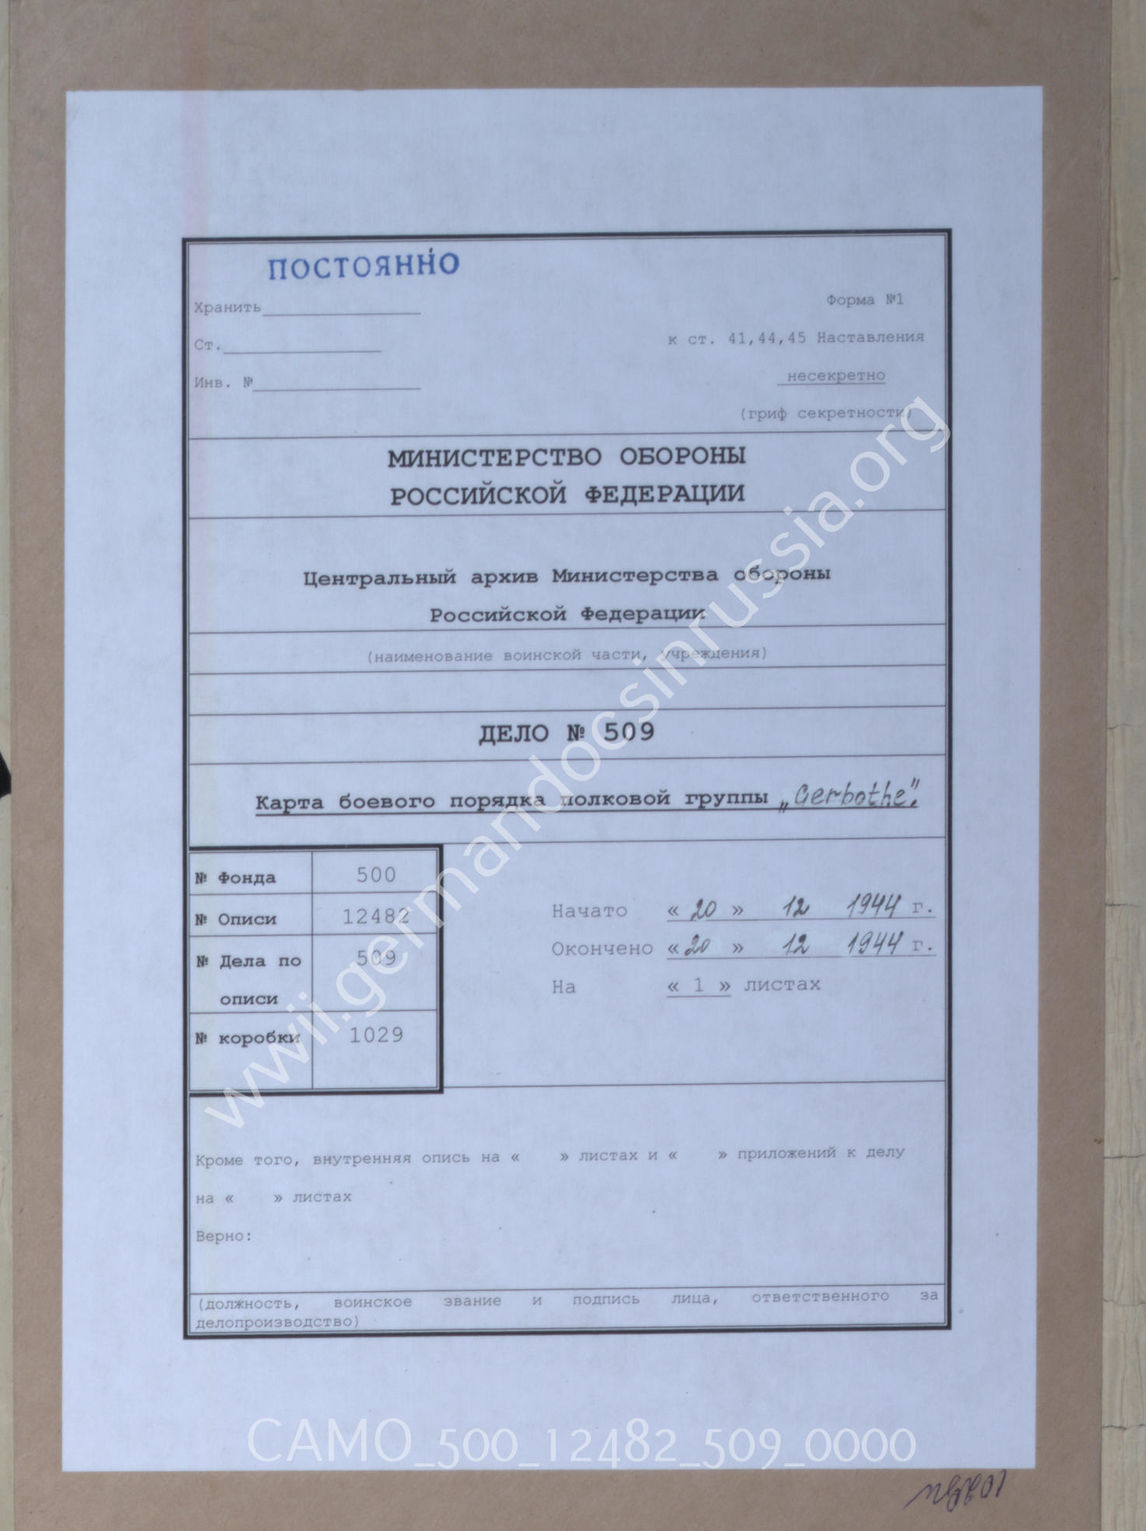 ПОСТОЯННО
Хранить
Форма №1
Ст.
к ст. 41,44,45 Наставления
Инв. №
несекретно
(гриф секретности)
МИНИСТЕРСТВО ОБОРОНЫ
РОССИЙСКОЙ ФЕДЕРАЦИИ
Центральный архив Министерства обороны
Российской Федерации
(наименование воинской части, учреждения)
ДЕЛО № 509
Карта боевого порядка полковой группы „Gerbothe".
№ Фонда 500
№ Описи 12482
№ Дела по 509
описи
№ коробки 1029
Начато « 20 » 12 1944 г.
Окончено « 20 » 12 1944 г.
На « 1 » листах
Кроме того, внутренняя опись на « » листах и « » приложений к делу
на « » листах
Верно:
(должность, воинское звание и подпись лица, ответственного за
делопроизводство)
wwii.germandocsinrussia.org
CAMO_500_12482_509_0000